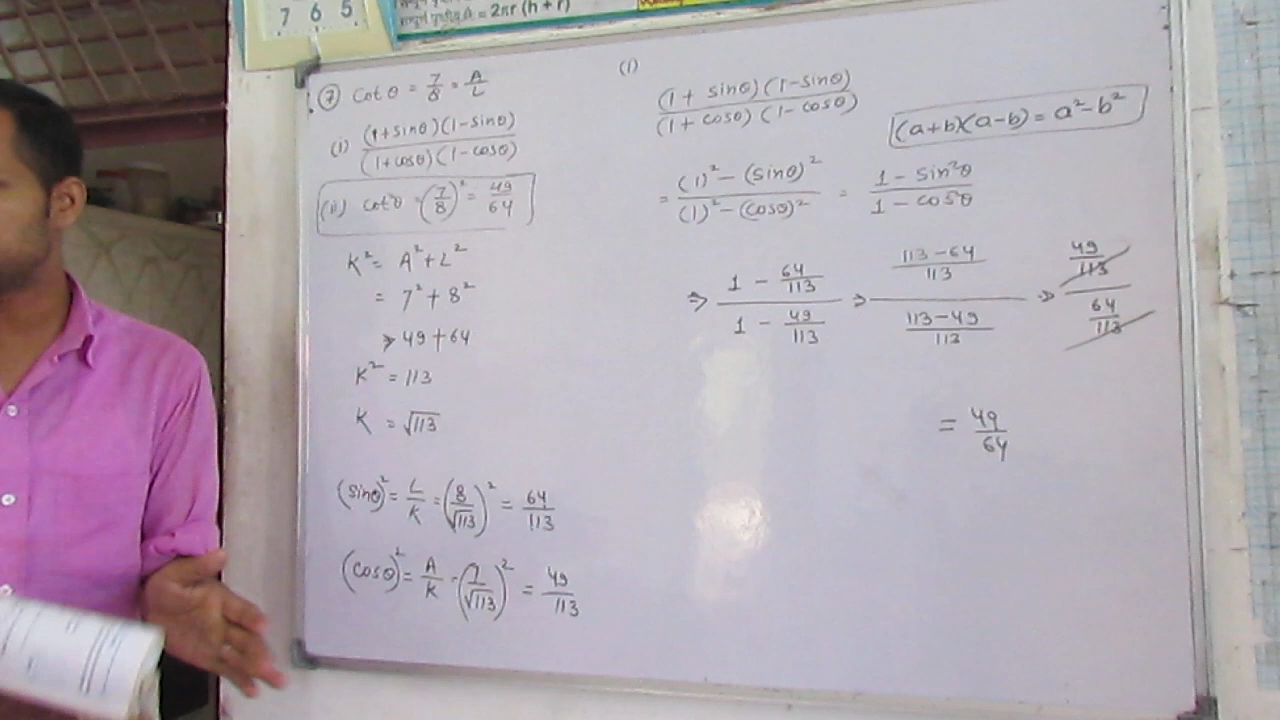 7 6 5
सम्पूर्ण पृष्ठीय क्षे. = 2πr (h + r)
⑦ Cot θ = 7/8 = A/L
(i) (1+sinθ)(1-sinθ) / (1+cosθ)(1-cosθ)
(ii) cot²θ = (7/8)² = 49/64
K² = A² + L²
= 7² + 8²
⇒ 49 + 64
K² = 113
K = √113
(sinθ)² = L/K = (8/√113)² = 64/113
(cosθ)² = A/K = (7/√113)² = 49/113
(i)
(1 + sinθ)(1-sinθ) / (1 + cosθ)(1-cosθ)
(a+b)(a-b) = a²-b²
= (1)² - (sinθ)² / (1)² - (cosθ)² = 1 - sin²θ / 1 - cos²θ
⇒ 1 - 64/113 / 1 - 49/113 ⇒ 113-64/113 / 113-49/113 ⇒ 49/113 / 64/113
= 49/64